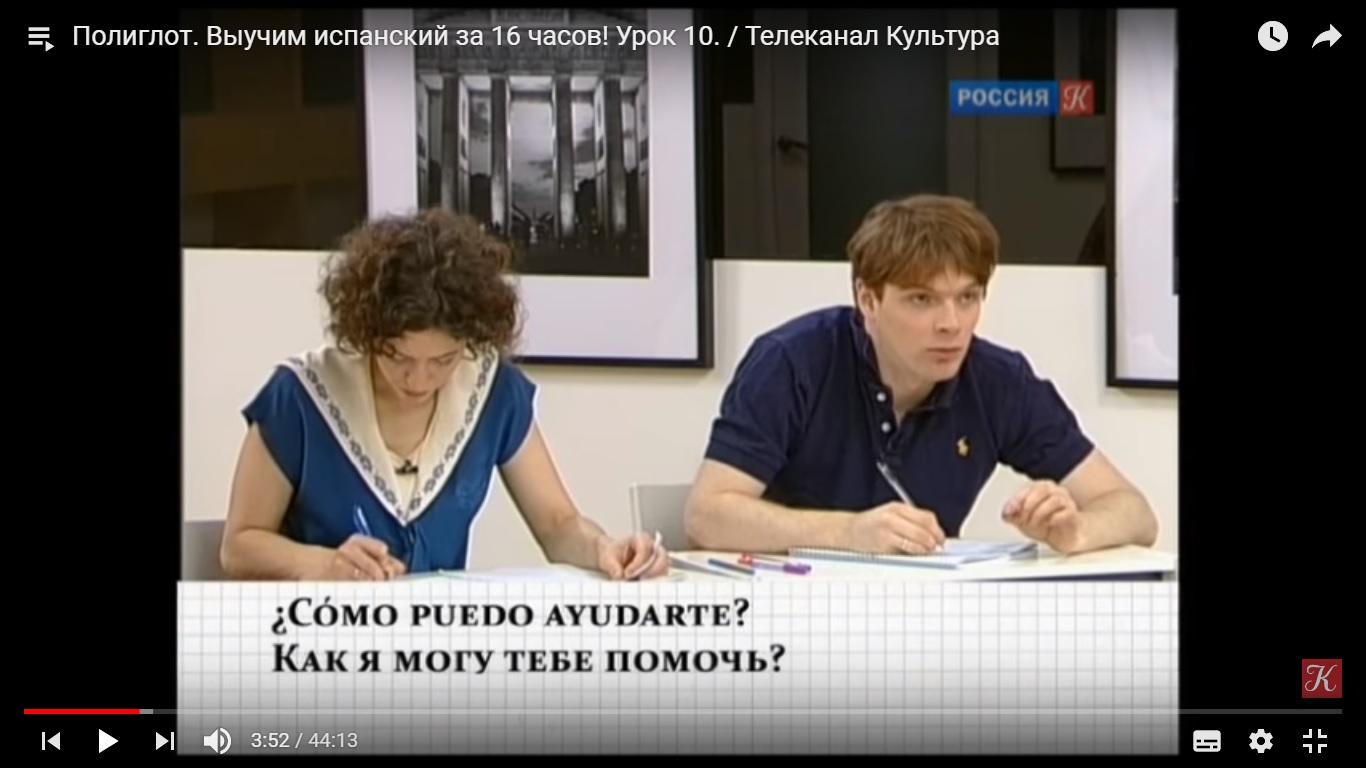 Полиглот. Выучим испанский за 16 часов! Урок 10. / Телеканал Культура
РОССИЯ К
¿Cómo puedo ayudarte?
Как я могу тебе помочь?
К
3:52 / 44:13